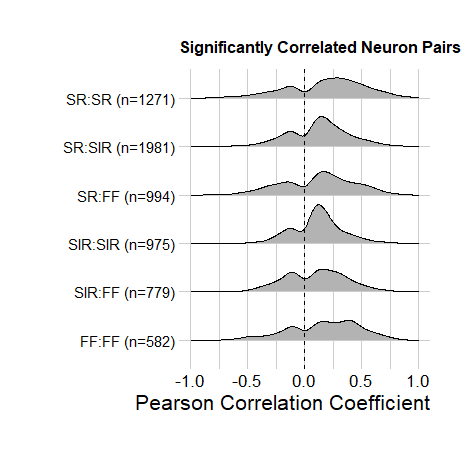 Significantly Correlated Neuron Pairs
SR:SR (n=1271)
SR:SIR (n=1981)
SR:FF (n=994)
SIR:SIR (n=975)
SIR:FF (n=779)
FF:FF (n=582)
-1.0 -0.5 0.0 0.5 1.0
Pearson Correlation Coefficient